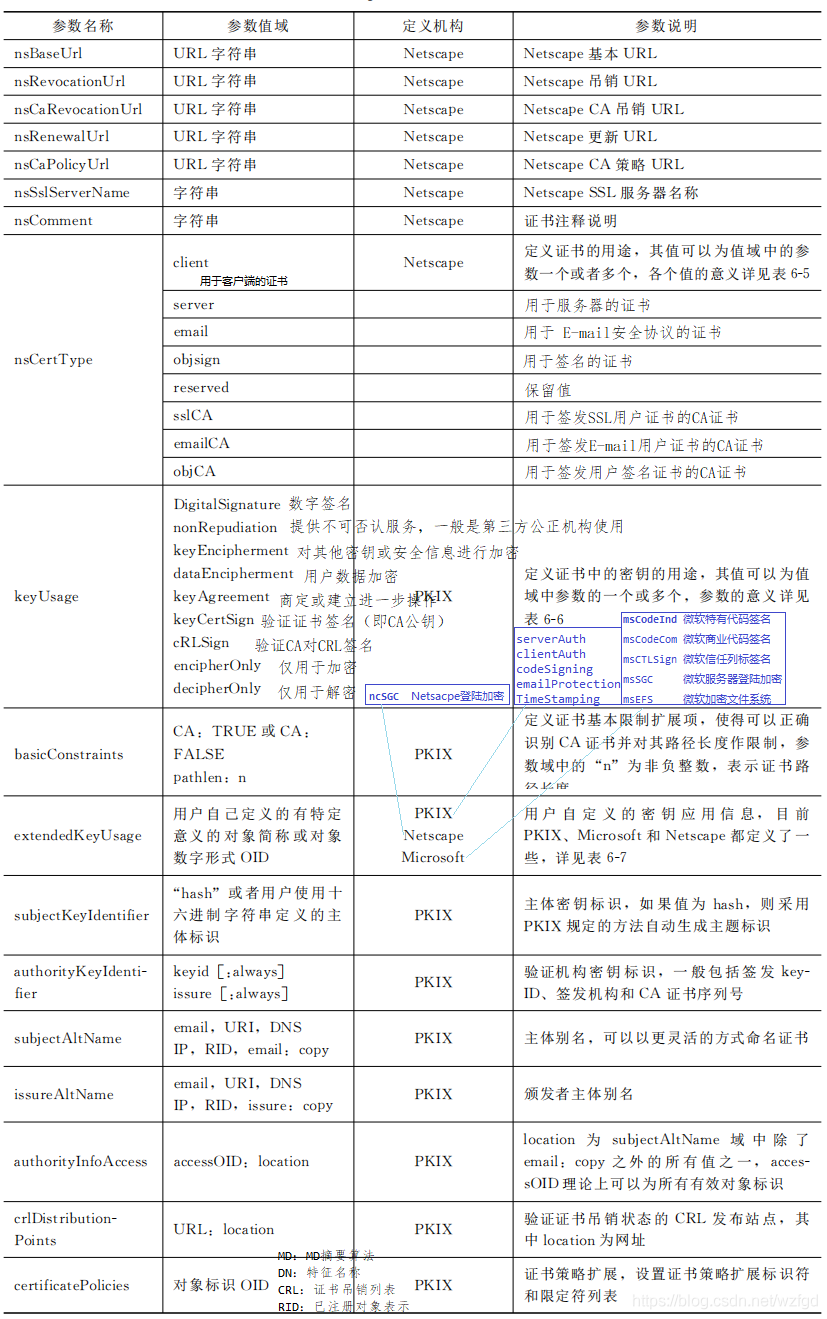 参数名称 参数值域 定义机构 参数说明
nsBaseUrl URL 字符串 Netscape Netscape 基本 URL
nsRevocationUrl URL 字符串 Netscape Netscape 吊销 URL
nsCaRevocationUrl URL 字符串 Netscape Netscape CA 吊销 URL
nsRenewalUrl URL 字符串 Netscape Netscape 更新 URL
nsCaPolicyUrl URL 字符串 Netscape Netscape CA 策略 URL
nsSslServerName 字符串 Netscape Netscape SSL 服务器名称
nsComment 字符串 Netscape 证书注释说明
nsCertType
client
用于客户端的证书
Netscape
定义证书的用途，其值可以为值域中的参
数一个或者多个，各个值的意义详见表 6-5
server 用于服务器的证书
email 用于 E-mail安全协议的证书
objsign 用于签名的证书
reserved 保留值
sslCA 用于签发SSL用户证书的CA证书
emailCA 用于签发E-mail用户证书的CA证书
objCA 用于签发用户签名证书的CA证书
keyUsage
DigitalSignature 数字签名
nonRepudiation 提供不可否认服务，一般是第三方公正机构使用
keyEncipherment 对其他密钥或安全信息进行加密
dataEncipherment 用户数据加密
keyAgreement 商定或建立进一步操作
keyCertSign 验证证书签名（即CA公钥）
cRLSign 验证CA对CRL签名
encipherOnly 仅用于加密
decipherOnly 仅用于解密
PKIX
定义证书中的密钥的用途，其值可以为值
域中参数的一个或多个，参数的意义详见
表 6-6
ncSGC Netsacpe登陆加密
serverAuth
clientAuth
codeSigning
emailProtection
TimeStamping
msCodeInd 微软特有代码签名
msCodeCom 微软商业代码签名
msCTLSign 微软信任列标签名
msSGC 微软服务器登陆加密
msEFS 微软加密文件系统
basicConstraints
CA：TRUE 或 CA：
FALSE
pathlen：n
PKIX
定义证书基本限制扩展项，使得可以正确
识别 CA 证书并对其路径长度作限制，参
数域中的“n”为非负整数，表示证书路
径长度
extendedKeyUsage
用户自己定义的有特定
意义的对象简称或对象
数字形式 OID
PKIX
Netscape
Microsoft
用户自定义的密钥应用信息，目前
PKIX、Microsoft 和 Netscape 都定义了一
些，详见表 6-7
subjectKeyIdentifier
“hash”或者用户使用十
六进制字符串定义的主
体标识
PKIX
主体密钥标识，如果值为 hash，则采用
PKIX 规定的方法自动生成主题标识
authorityKeyIdenti-
fier
keyid［:always］
issure［:always］
PKIX
验证机构密钥标识，一般包括签发 key-
ID、签发机构和 CA 证书序列号
subjectAltName
email，URI，DNS
IP，RID，email：copy
PKIX
主体别名，可以以更灵活的方式命名证书
issureAltName
email，URI，DNS
IP，RID，issure：copy
PKIX
颁发者主体别名
authorityInfoAccess
accessOID；location
PKIX
location 为 subjectAltName 域中除了
email：copy 之外的所有值之一，acces-
sOID 理论上可以为所有有效对象标识
crlDistribution-
Points
URL；location
PKIX
验证证书吊销状态的 CRL 发布站点，其
中 location 为网址
certificatePolicies
对象标识 OID
MD：MD摘要算法
DN：特征名称
CRL：证书吊销列表
RID：已注册对象表示
PKIX
证书策略扩展，设置证书策略扩展标识符
和限定符列表
https://blog.csdn.net/wzfgd